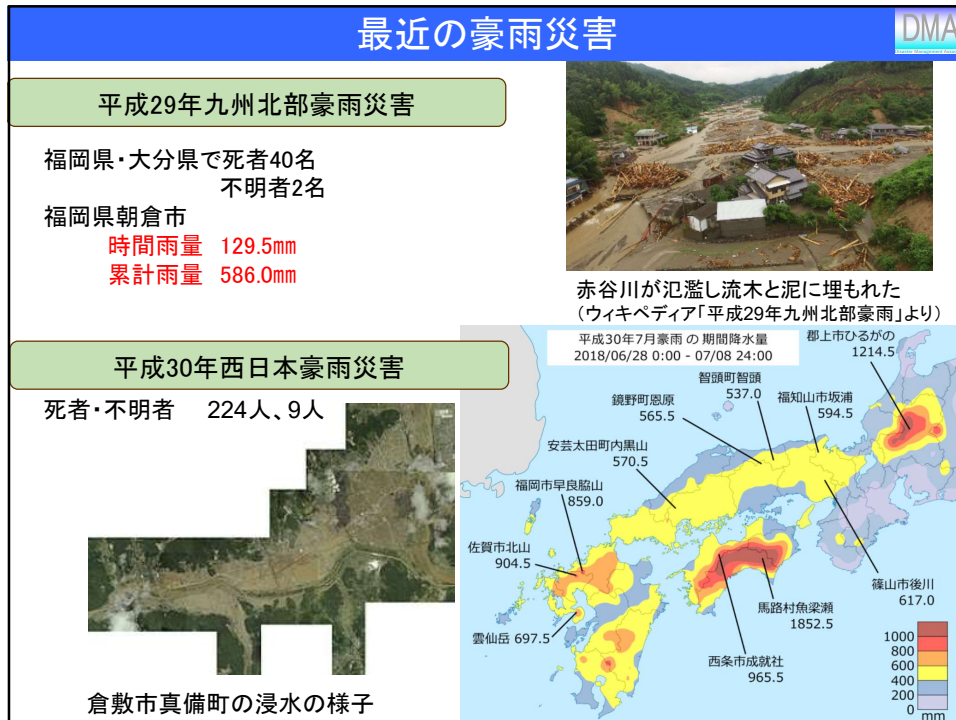 最近の豪雨災害
DMA
平成29年九州北部豪雨災害
福岡県・大分県で死者40名
不明者2名
福岡県朝倉市
時間雨量 129.5mm
累計雨量 586.0mm
赤谷川が氾濫し流木と泥に埋もれた
(ウィキペディア「平成29年九州北部豪雨」より)
平成30年西日本豪雨災害
死者・不明者 224人、9人
倉敷市真備町の浸水の様子
平成30年7月豪雨 の 期間降水量
2018/06/28 0:00 - 07/08 24:00
郡上市ひるがの
1214.5
智頭町智頭
537.0
福知山市坂浦
594.5
鏡野町恩原
565.5
安芸太田町内黒山
570.5
福岡市早良脇山
859.0
佐賀市北山
904.5
雲仙岳 697.5
篠山市後川
617.0
馬路村魚梁瀬
1852.5
西条市成就社
965.5
1000
800
600
400
200
0
mm